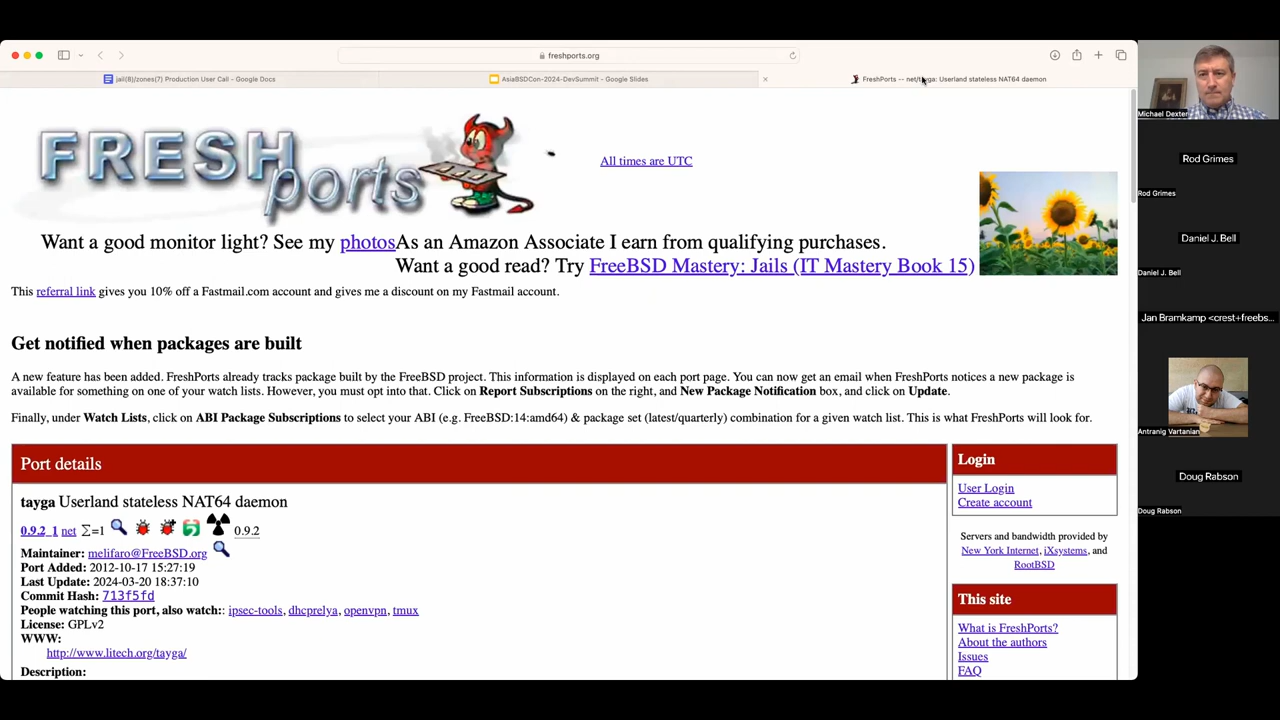 freshports.org
jail(8)/zones(7) Production User Call - Google Docs
AsiaBSDCon-2024-DevSummit - Google Slides
FreshPorts -- net/tayga: Userland stateless NAT64 daemon
FRESH
ports
All times are UTC
Want a good monitor light? See my photosAs an Amazon Associate I earn from qualifying purchases.
Want a good read? Try FreeBSD Mastery: Jails (IT Mastery Book 15)
This referral link gives you 10% off a Fastmail.com account and gives me a discount on my Fastmail account.
Get notified when packages are built
A new feature has been added. FreshPorts already tracks package built by the FreeBSD project. This information is displayed on each port page. You can now get an email when FreshPorts notices a new package is
available for something on one of your watch lists. However, you must opt into that. Click on Report Subscriptions on the right, and New Package Notification box, and click on Update.
Finally, under Watch Lists, click on ABI Package Subscriptions to select your ABI (e.g. FreeBSD:14:amd64) & package set (latest/quarterly) combination for a given watch list. This is what FreshPorts will look for.
Port details
tayga Userland stateless NAT64 daemon
0.9.2_1 net Σ=1 0.9.2
Maintainer: melifaro@FreeBSD.org
Port Added: 2012-10-17 15:27:19
Last Update: 2024-03-20 18:37:10
Commit Hash: 713f5fd
People watching this port, also watch:: ipsec-tools, dhcprelya, openvpn, tmux
License: GPLv2
WWW:
http://www.litech.org/tayga/
Description:
Login
User Login
Create account
Servers and bandwidth provided by
New York Internet, iXsystems, and
RootBSD
This site
What is FreshPorts?
About the authors
Issues
FAQ
Michael Dexter
Rod Grimes
Rod Grimes
Daniel J. Bell
Daniel J. Bell
Jan Bramkamp <crest+freebs...
Antranig Vartanian
Doug Rabson
Doug Rabson